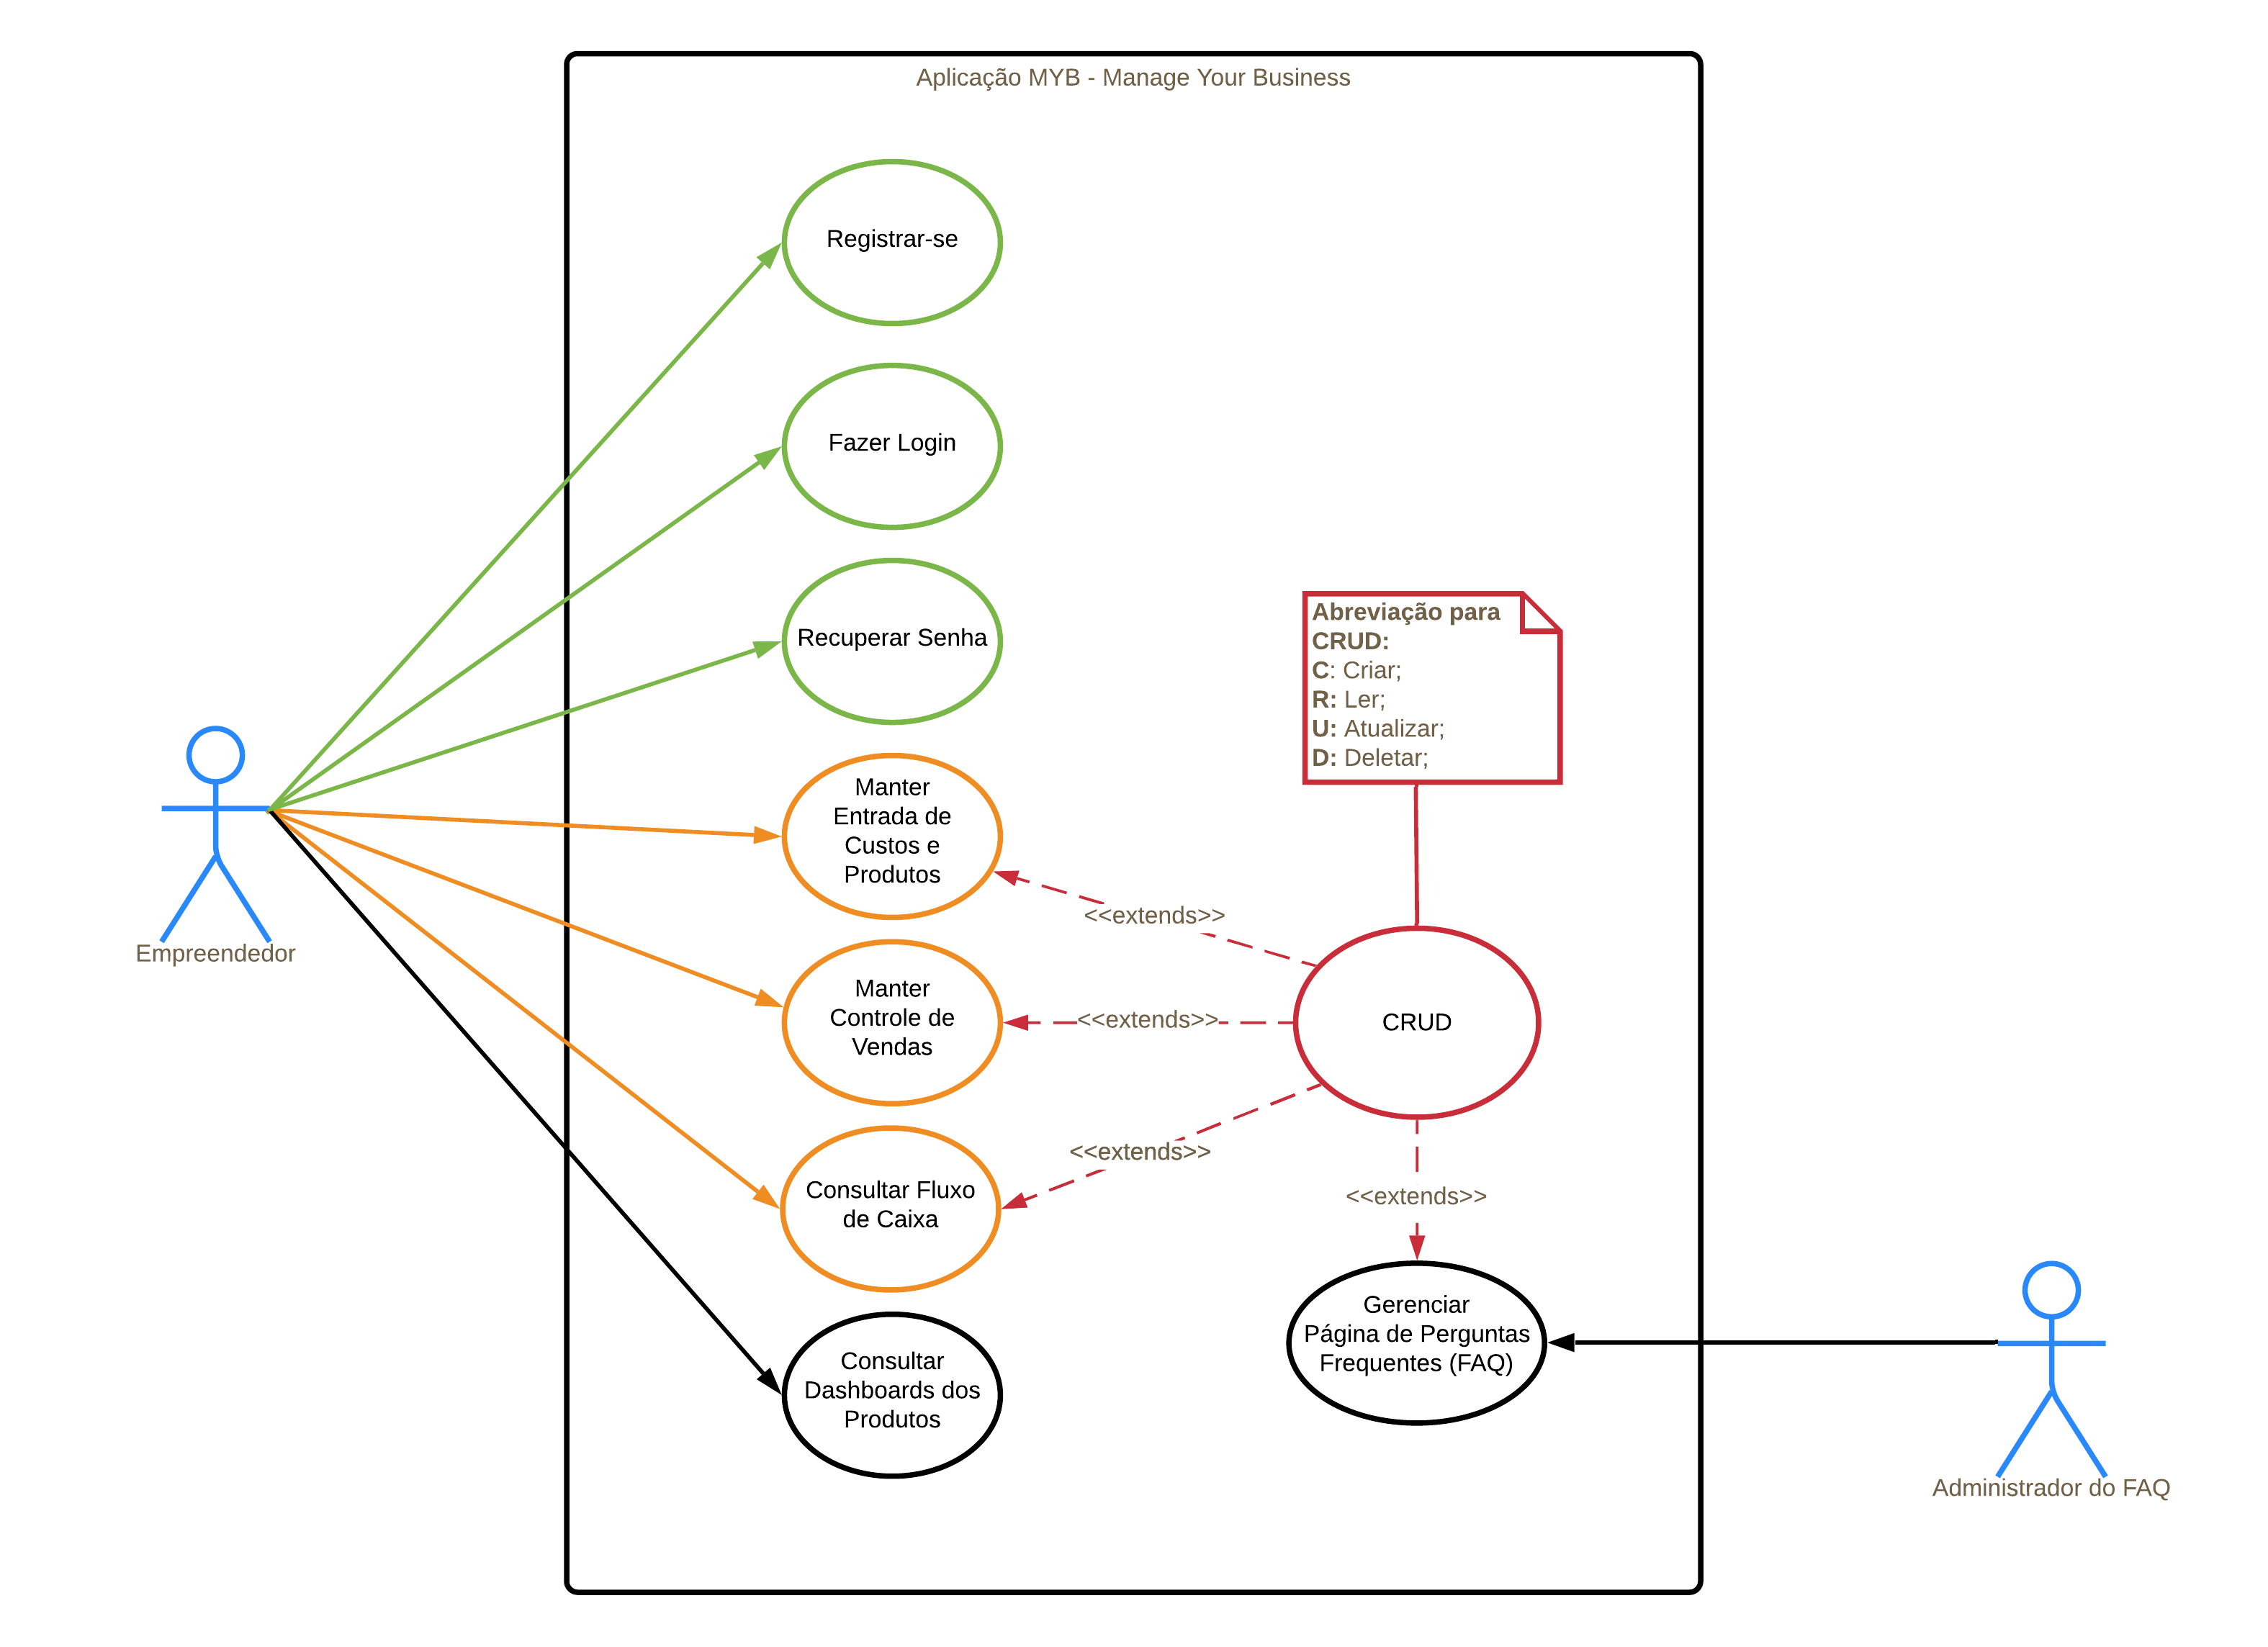 Aplicação MYB - Manage Your Business
Registrar-se
Fazer Login
Recuperar Senha
Abreviação para
CRUD:
C: Criar;
R: Ler;
U: Atualizar;
D: Deletar;
Manter
Entrada de
Custos e
Produtos
Empreendedor
<<extends>>
Manter
Controle de
Vendas
<<extends>>
CRUD
<<extends>>
Consultar Fluxo
de Caixa
<<extends>>
Gerenciar
Página de Perguntas
Frequentes (FAQ)
Consultar
Dashboards dos
Produtos
Administrador do FAQ